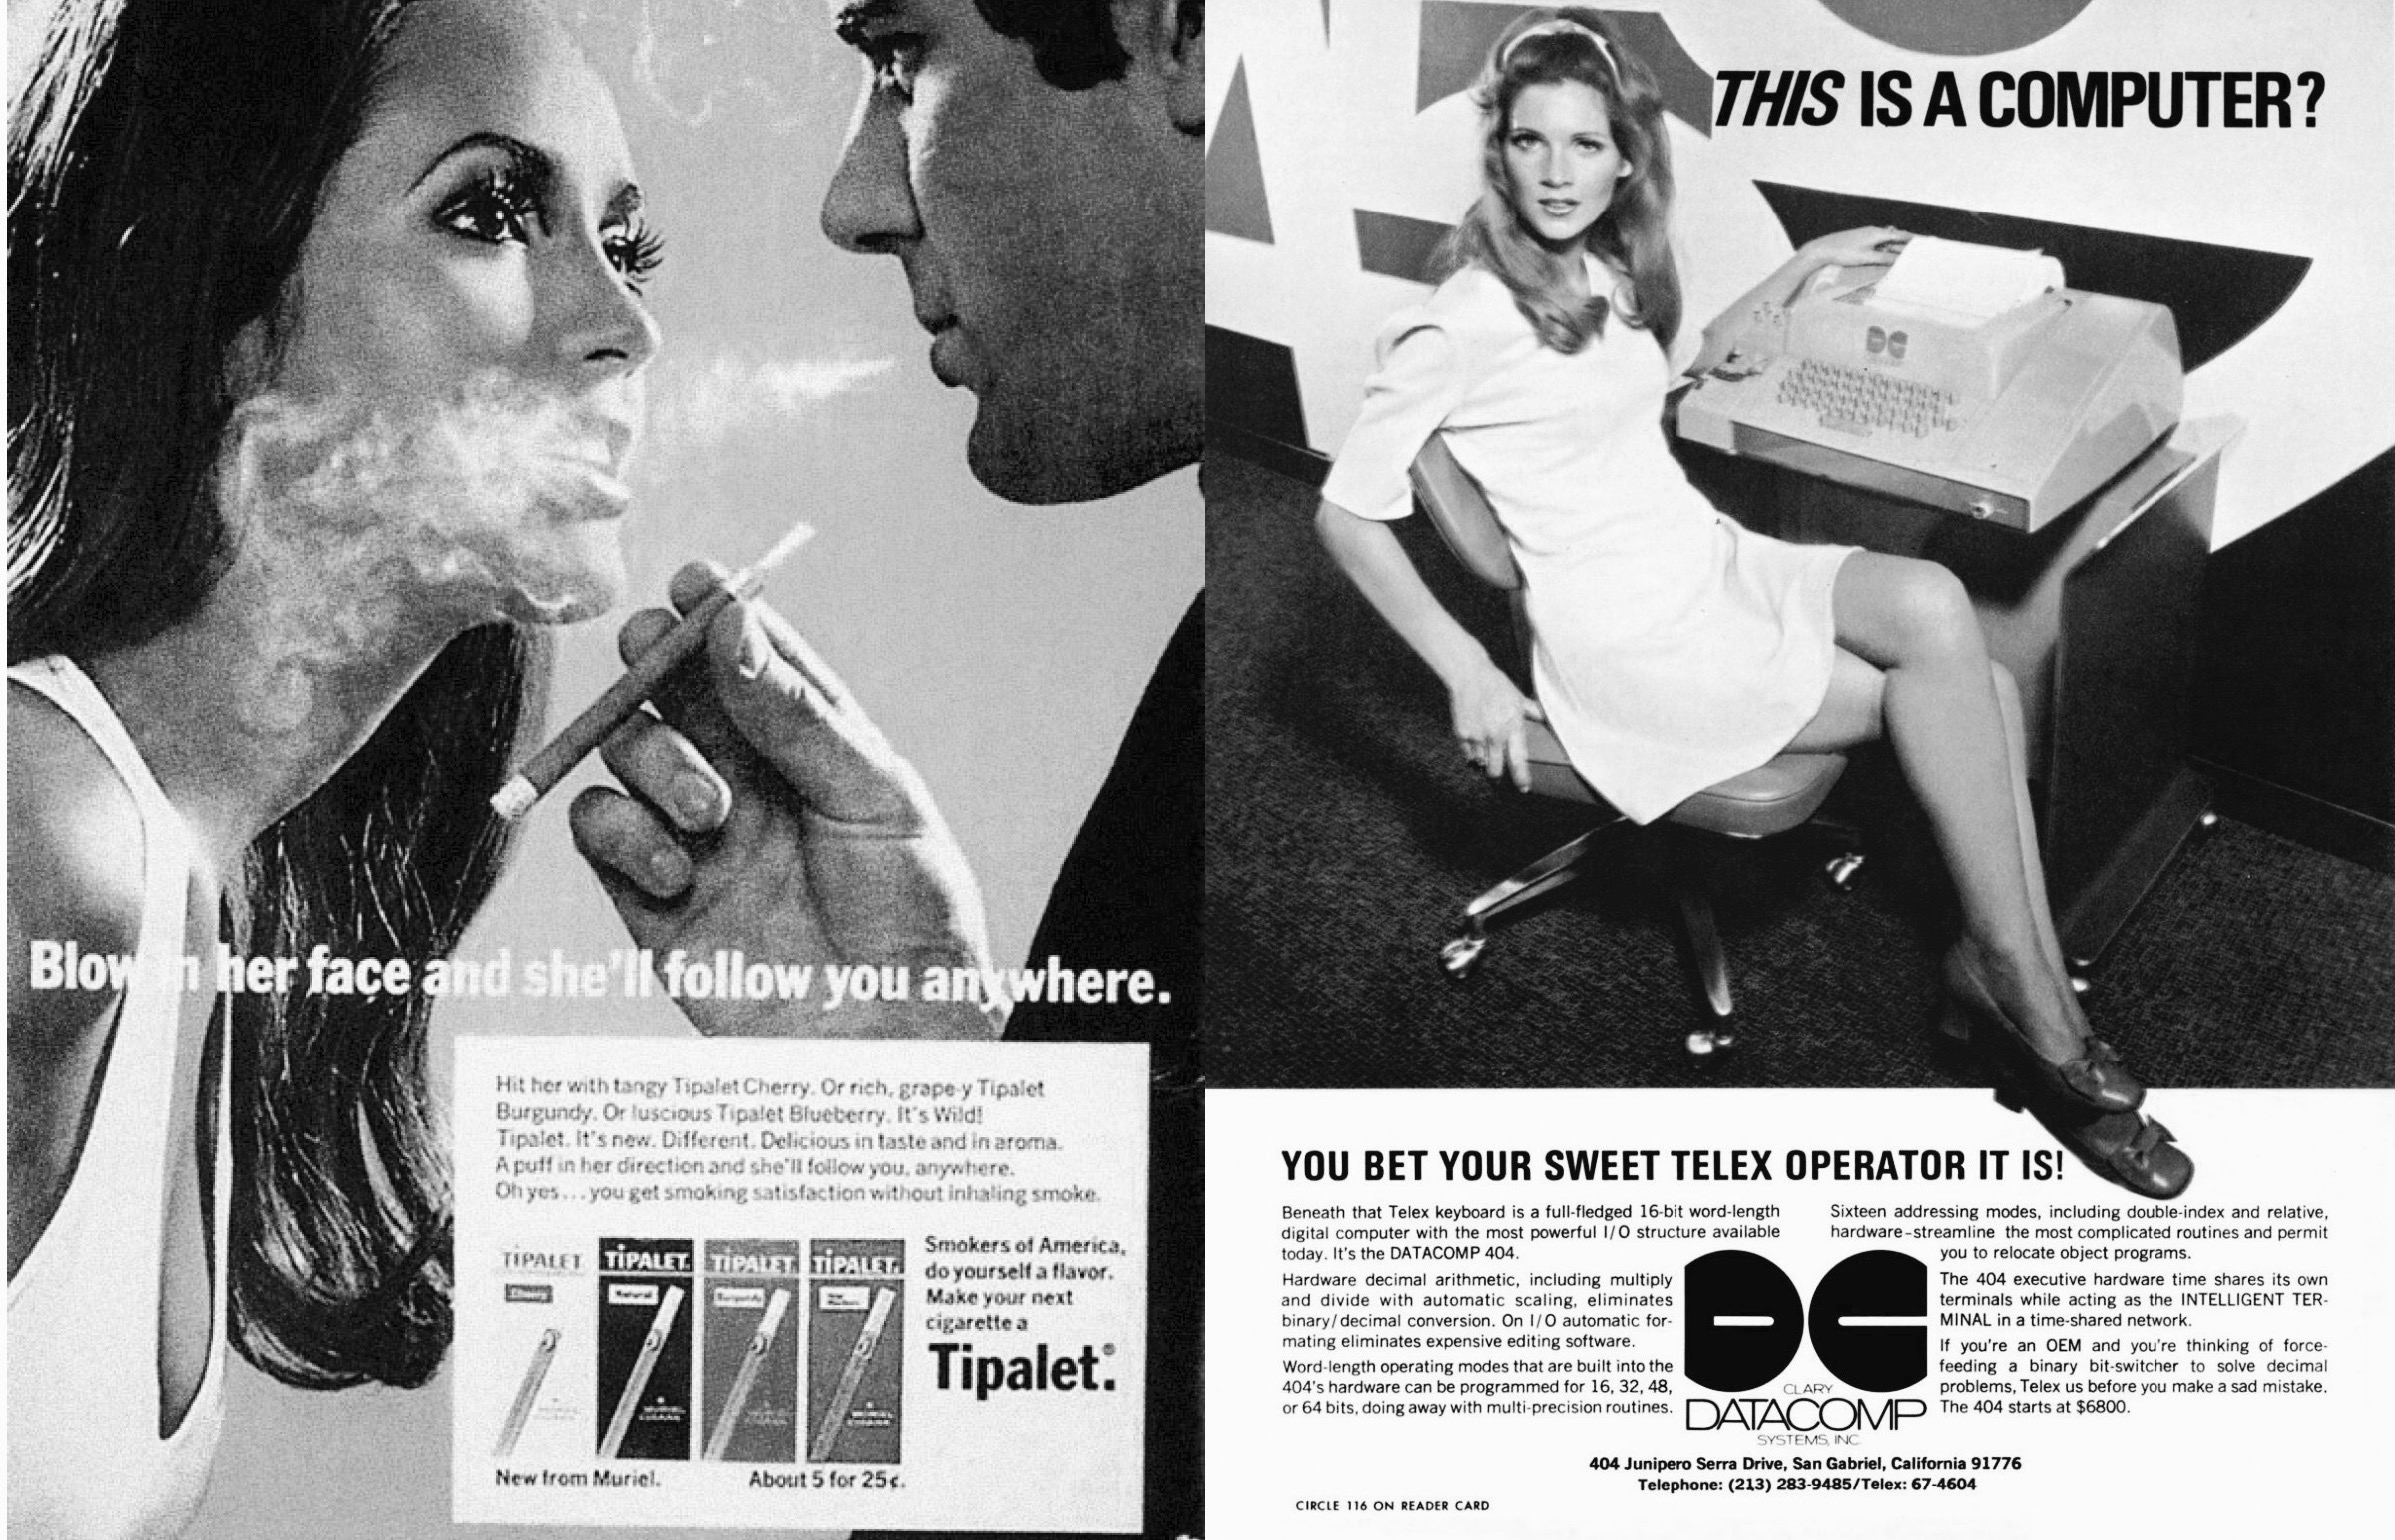 Blow in her face and she'll follow you anywhere.
Hit her with tangy Tipalet Cherry. Or rich, grape-y Tipalet
Burgundy. Or luscious Tipalet Blueberry. It's Wild!
Tipalet. It's new. Different. Delicious in taste and in aroma.
A puff in her direction and she'll follow you, anywhere.
Oh yes... you get smoking satisfaction without inhaling smoke.
TIPALET TIPALET. TIPALET. TIPALET.
Cherry Natural Burgundy
Smokers of America,
do yourself a flavor.
Make your next
cigarette a
Tipalet.®
New from Muriel. About 5 for 25¢.
THIS IS A COMPUTER?
DC
YOU BET YOUR SWEET TELEX OPERATOR IT IS!
Beneath that Telex keyboard is a full-fledged 16-bit word-length
digital computer with the most powerful I/O structure available
today. It's the DATACOMP 404.
Hardware decimal arithmetic, including multiply
and divide with automatic scaling, eliminates
binary/decimal conversion. On I/O automatic for-
mating eliminates expensive editing software.
Word-length operating modes that are built into the
404's hardware can be programmed for 16, 32, 48,
or 64 bits, doing away with multi-precision routines.
Sixteen addressing modes, including double-index and relative,
hardware-streamline the most complicated routines and permit
you to relocate object programs.
The 404 executive hardware time shares its own
terminals while acting as the INTELLIGENT TER-
MINAL in a time-shared network.
If you're an OEM and you're thinking of force-
feeding a binary bit-switcher to solve decimal
problems, Telex us before you make a sad mistake.
The 404 starts at $6800.
DC
CLARY
DATACOMP
SYSTEMS, INC.
404 Junipero Serra Drive, San Gabriel, California 91776
Telephone: (213) 283-9485/Telex: 67-4604
CIRCLE 116 ON READER CARD